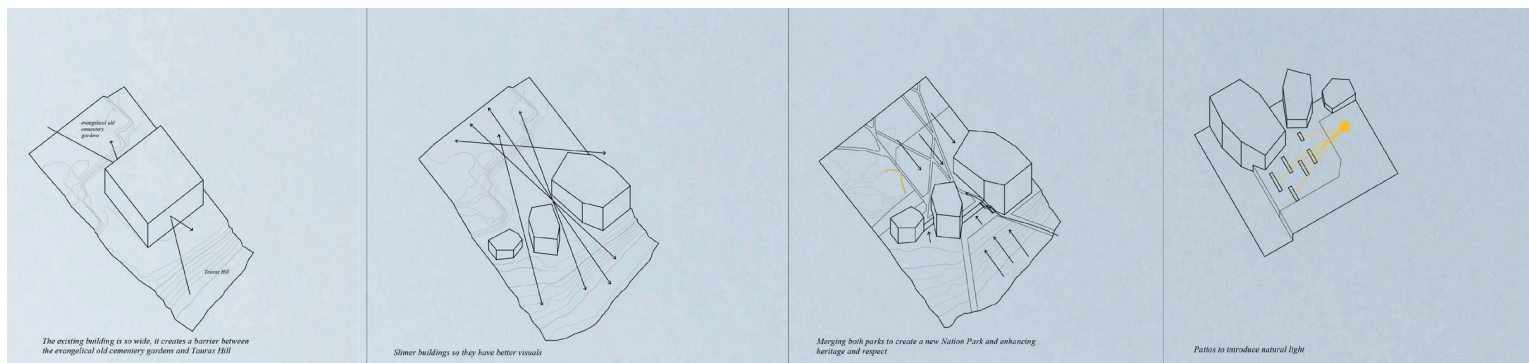 evangelical old
cementery
gardens
Tauras Hill
The existing building is so wide, it creates a barrier between
the evangelical old cementery gardens and Tauras Hill
Slimer buildings so they have better visuals
Merging both parks to create a new Nation Park and enhancing
heritage and respect
Patios to introduce natural light